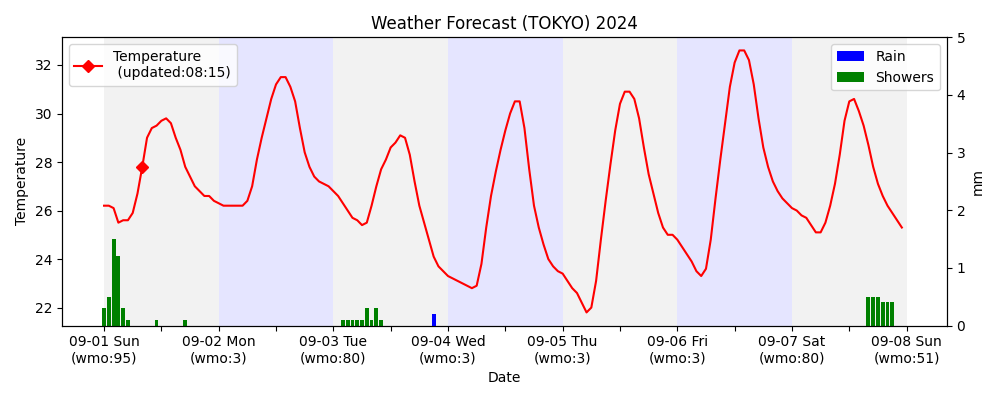 Weather Forecast (TOKYO) 2024
Temperature
(updated:08:15)
Rain
Showers
Temperature
32
30
28
26
24
22
5
4
3
2
1
0
mm
09-01 Sun 09-02 Mon 09-03 Tue 09-04 Wed 09-05 Thu 09-06 Fri 09-07 Sat 09-08 Sun
(wmo:95) (wmo:3) (wmo:80) (wmo:3) (wmo:3) (wmo:3) (wmo:80) (wmo:51)
Date